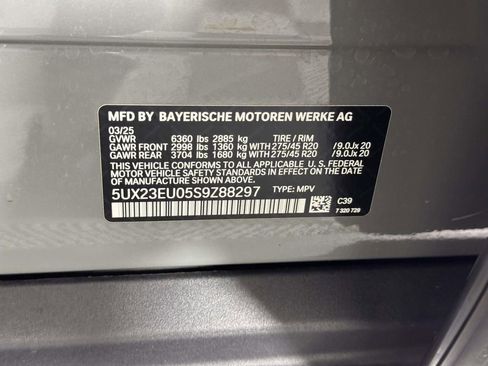 MFD BY BAYERISCHE MOTOREN WERKE AG
03/25
GVWR 6360 lbs 2885 kg TIRE / RIM
GAWR FRONT 2998 lbs 1360 kg WITH 275/45 R20 /9.0Jx 20
GAWR REAR 3704 lbs 1680 kg WITH 275/45 R20 /9.0Jx 20
THIS VEHICLE CONFORMS TO ALL APPLICABLE U. S. FEDERAL
MOTOR VEHICLE SAFETY STANDARDS IN EFFECT ON THE
DATE OF MANUFACTURE SHOWN ABOVE.
5UX23EU05S9Z88297 TYPE: MPV
C39
7 320 729